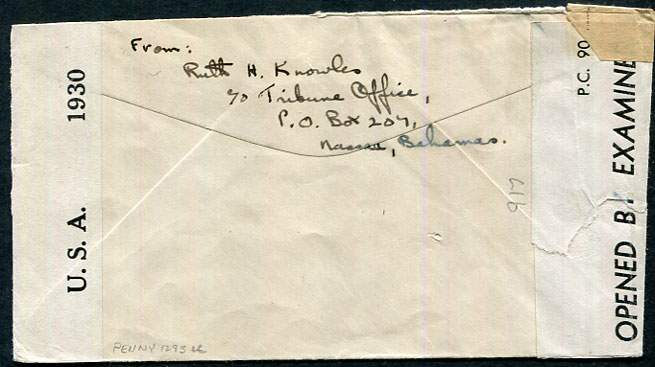 From:
Ruth H. Knowles
c/o Tribune Office,
P.O. Box 207,
Nassau, Bahamas.
U.S.A. 1930
P.C. 90
OPENED BY EXAMINE
917
PENNY 1293